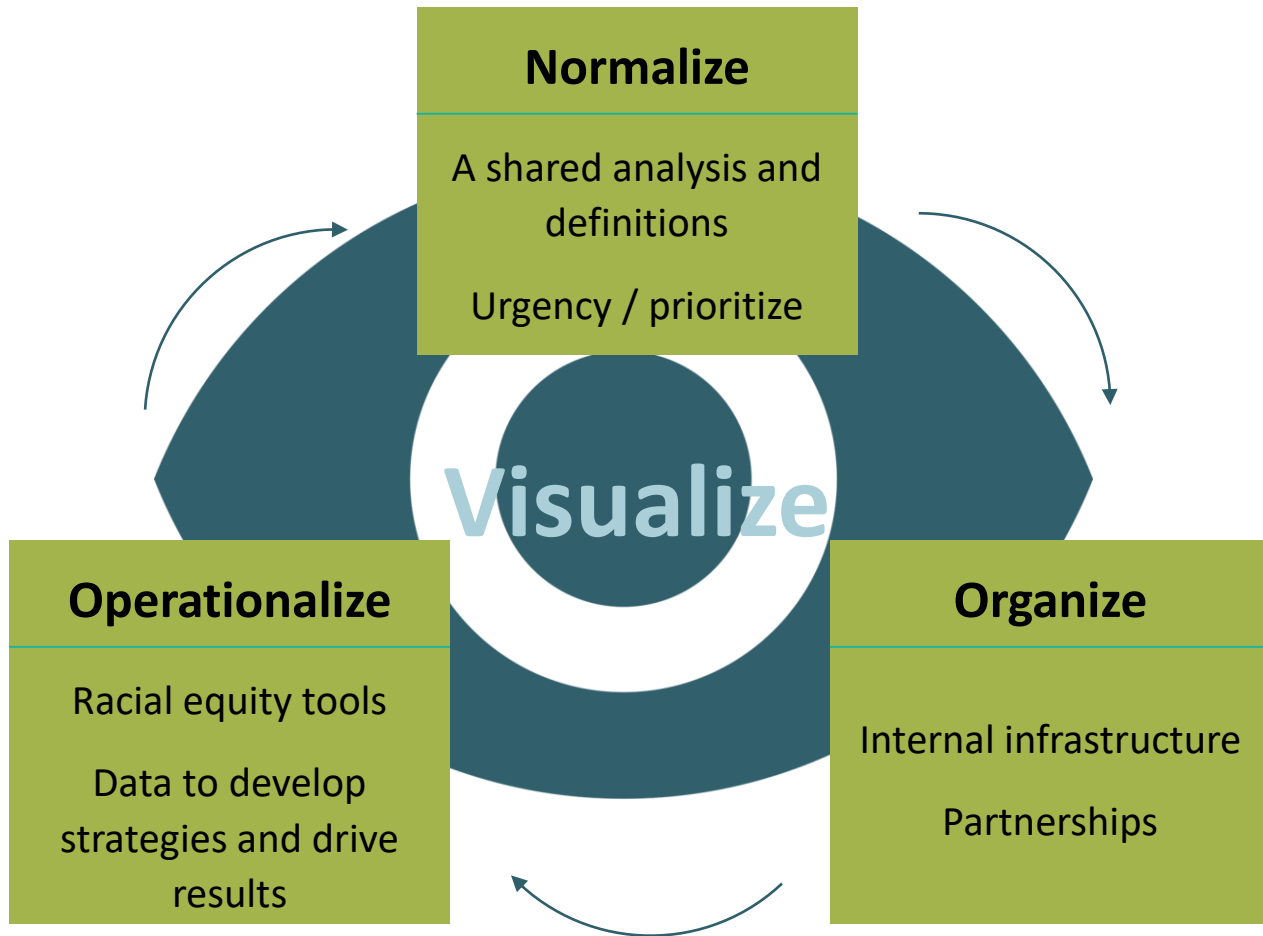 Normalize
A shared analysis and
definitions
Urgency / prioritize
Visualize
Operationalize
Racial equity tools
Data to develop
strategies and drive
results
Organize
Internal infrastructure
Partnerships